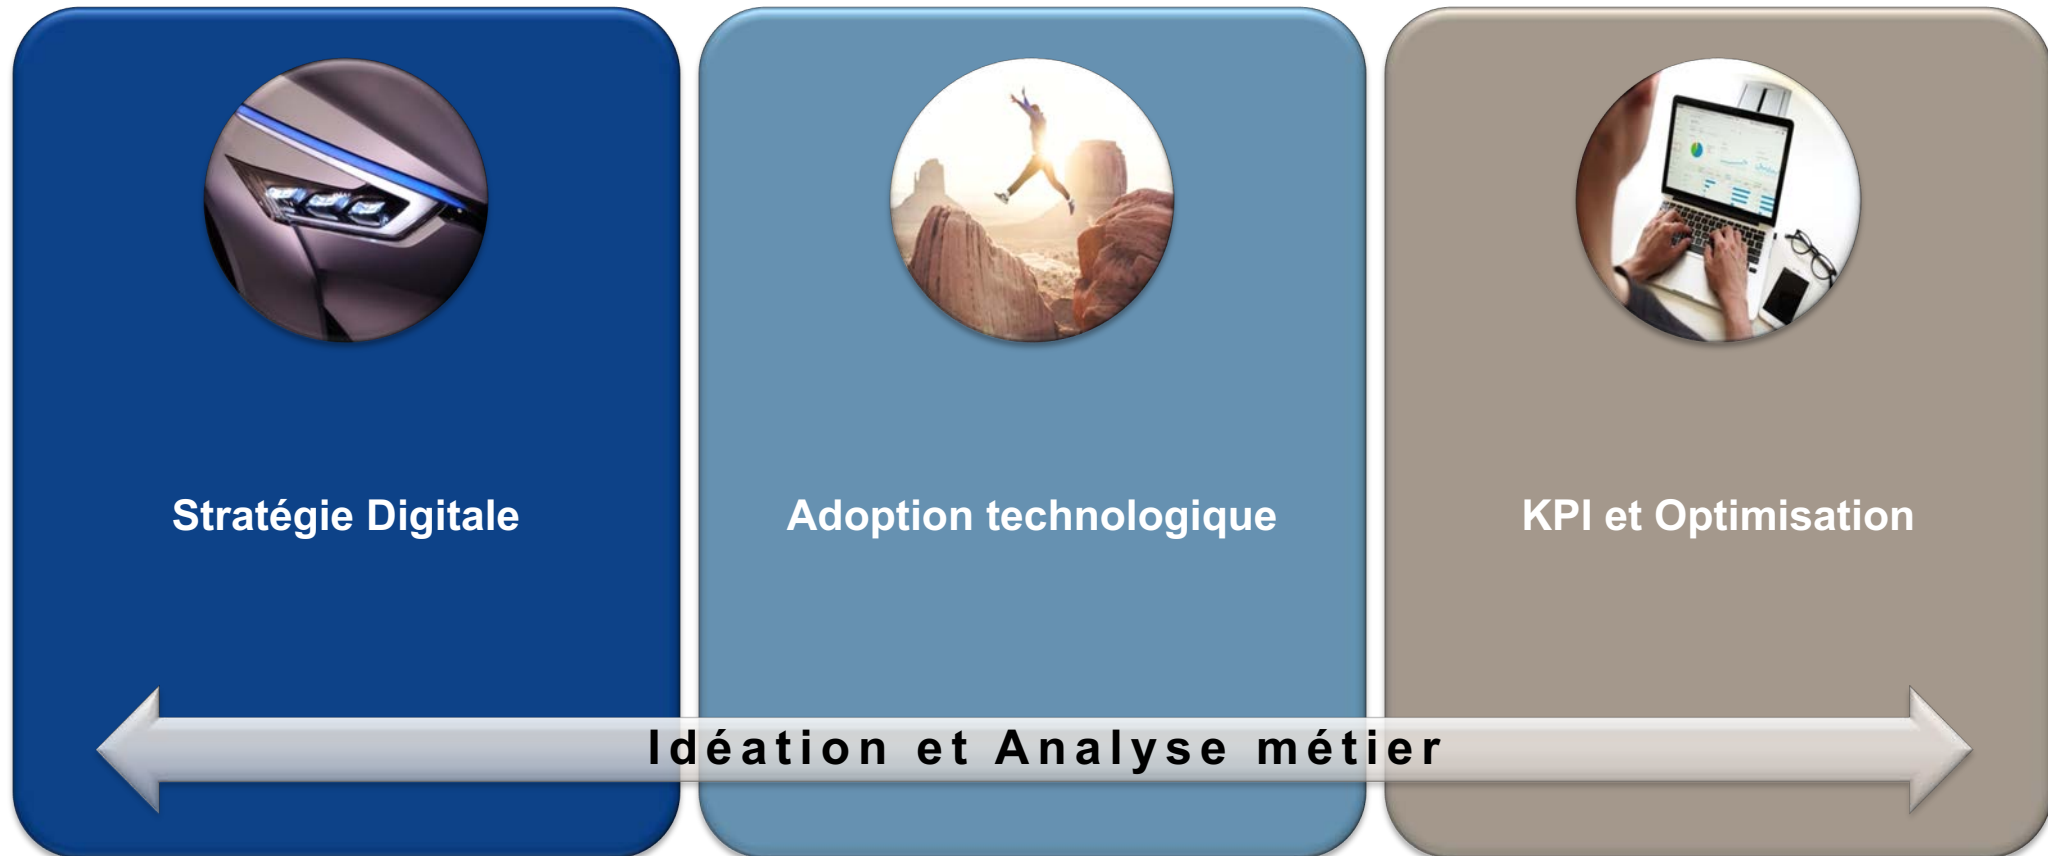 Stratégie Digitale
Adoption technologique
KPI et Optimisation
Idéation et Analyse métier